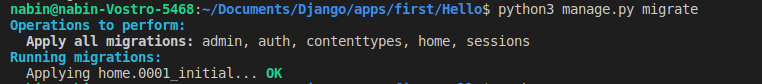 nabin@nabin-Vostro-5468:~/Documents/Django/apps/first/Hello$ python3 manage.py migrate
Operations to perform:
  Apply all migrations: admin, auth, contenttypes, home, sessions
Running migrations:
  Applying home.0001_initial... OK